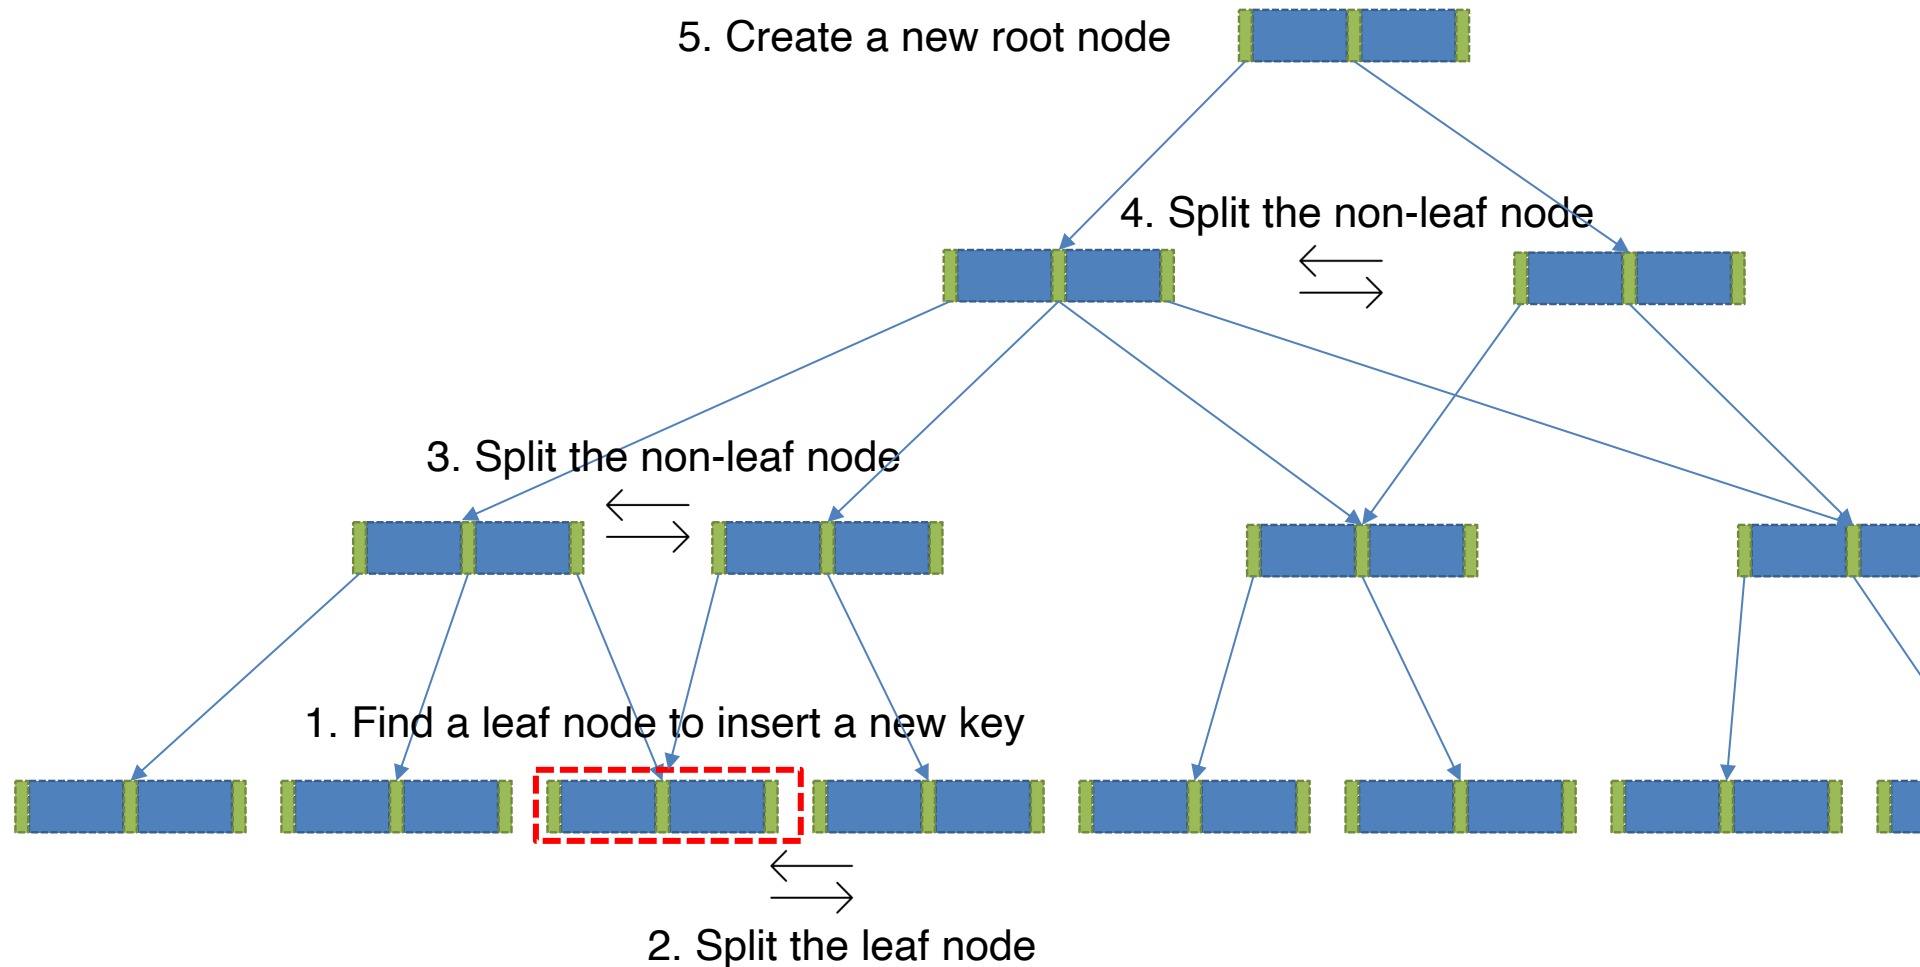 5. Create a new root node
4. Split the non-leaf node
3. Split the non-leaf node
1. Find a leaf node to insert a new key
2. Split the leaf node